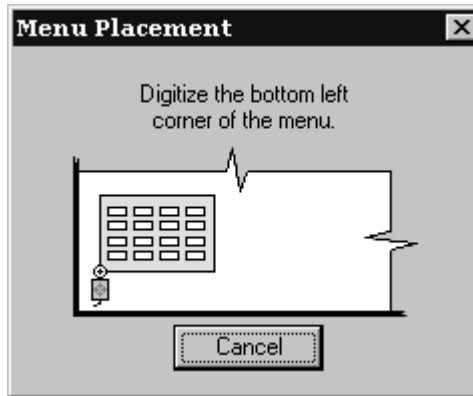 Menu Placement
Digitize the bottom left
corner of the menu.
Cancel